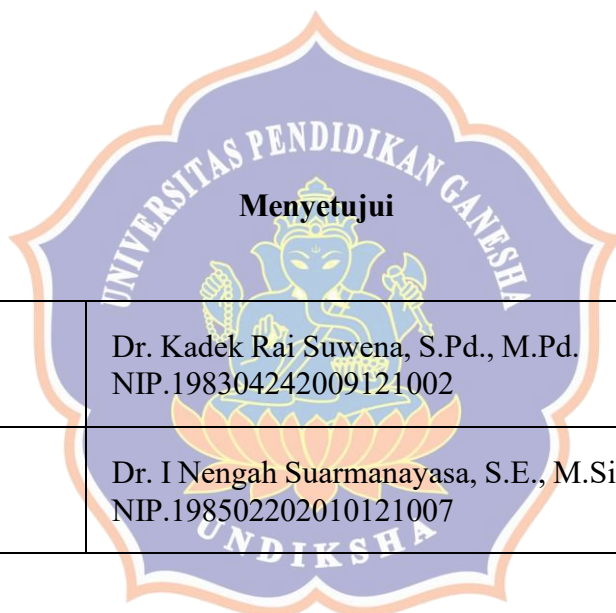 UNIVERSITAS PENDIDIKAN GANESHA
Menyetujui
Dr. Kadek Rai Suwena, S.Pd., M.Pd.
NIP.198304242009121002
Dr. I Nengah Suarmanayasa, S.E., M.Si
NIP.198502202010121007
UNDIKSHA